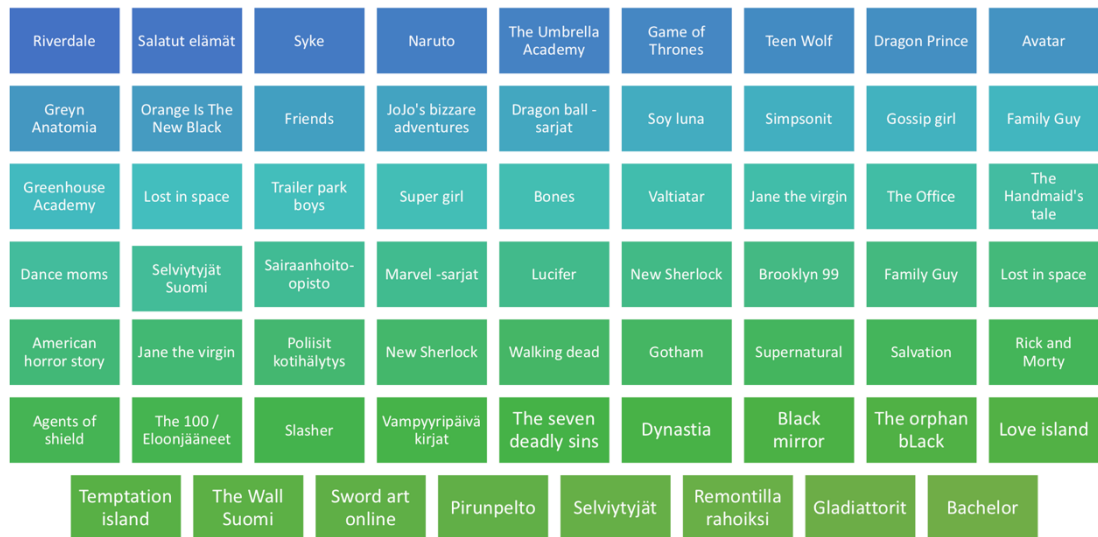 Riverdale
Salatut elämät
Syke
Naruto
The Umbrella
Academy
Game of
Thrones
Teen Wolf
Dragon Prince
Avatar
Greyn
Anatomia
Orange Is The
New Black
Friends
JoJo's bizzare
adventures
Dragon ball -
sarjat
Soy luna
Simpsonit
Gossip girl
Family Guy
Greenhouse
Academy
Lost in space
Trailer park
boys
Super girl
Bones
Valtiatar
Jane the virgin
The Office
The
Handmaid's
tale
Dance moms
Selviytyjät
Suomi
Sairaanhoito-
opisto
Marvel -sarjat
Lucifer
New Sherlock
Brooklyn 99
Family Guy
Lost in space
American
horror story
Jane the virgin
Poliisit
kotihälytys
New Sherlock
Walking dead
Gotham
Supernatural
Salvation
Rick and
Morty
Agents of
shield
The 100 /
Eloonjääneet
Slasher
Vampyyripäivä
kirjat
The seven
deadly sins
Dynastia
Black
mirror
The orphan
bLack
Love island
Temptation
island
The Wall
Suomi
Sword art
online
Pirunpelto
Selviytyjät
Remontilla
rahoiksi
Gladiattorit
Bachelor